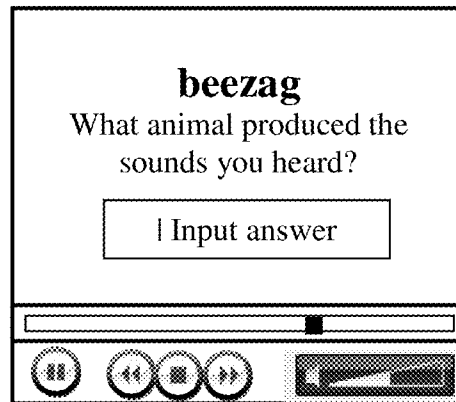 beezag
What animal produced the
sounds you heard?
Input answer